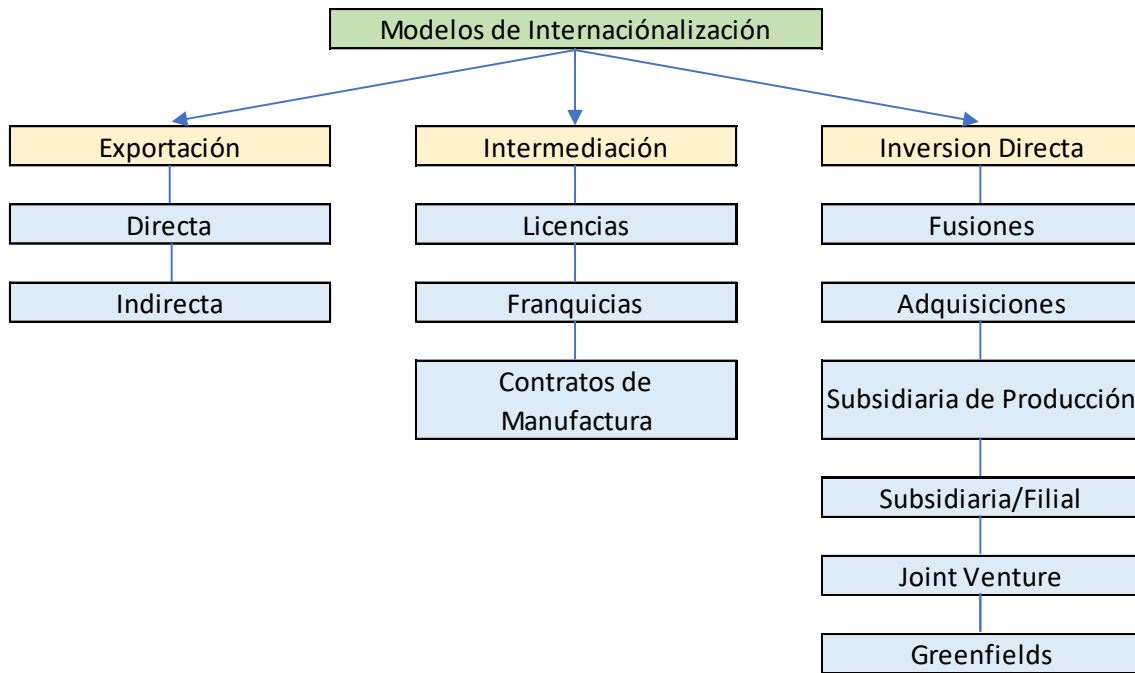 Modelos de Internaciónalización
Exportación
Intermediación
Inversion Directa
Directa
Licencias
Fusiones
Indirecta
Franquicias
Adquisiciones
Contratos de
Manufactura
Subsidiaria de Producción
Subsidiaria/Filial
Joint Venture
Greenfields